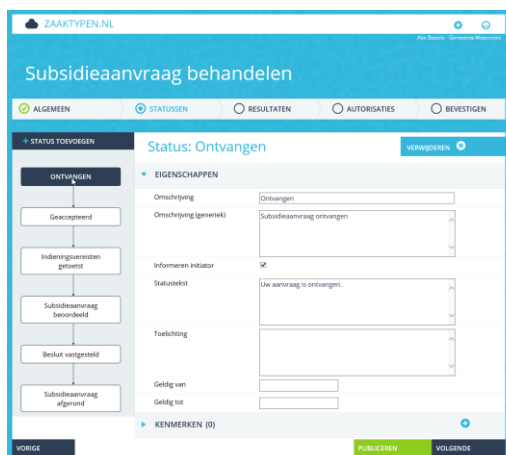 ZAAKTYPEN.NL
Abe Barens - Gemeente Meervoort
Subsidieaanvraag behandelen
ALGEMEEN
STATUSSEN
RESULTATEN
AUTORISATIES
BEVESTIGEN
+ STATUS TOEVOEGEN
ONTVANGEN
Geaccepteerd
Indieningsvereisten
getoetst
Subsidieaanvraag
beoordeeld
Besluit vastgesteld
Subsidieaanvraag
afgerond
Status: Ontvangen
VERWIJDEREN
EIGENSCHAPPEN
Omschrijving
Ontvangen
Omschrijving (generiek)
Subsidieaanvraag ontvangen
Informeren initiator
Statustekst
Uw aanvraag is ontvangen.
Toelichting
Geldig van
Geldig tot
KENMERKEN (0)
VORIGE
PUBLICEREN
VOLGENDE